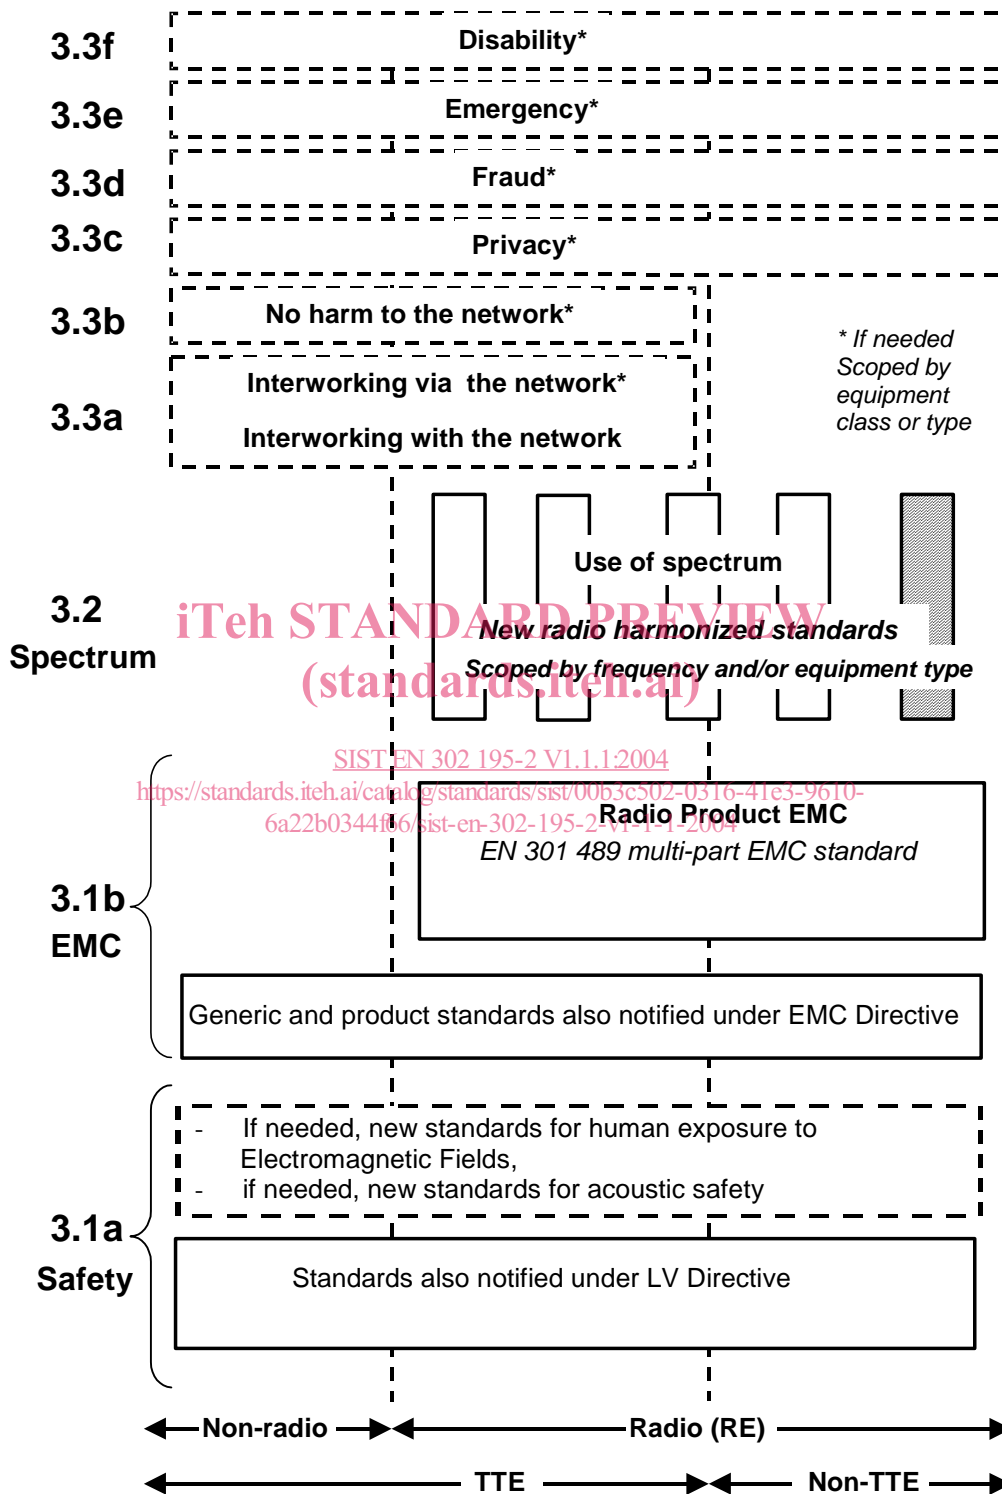 3.3f
Disability*
3.3e
Emergency*
3.3d
Fraud*
3.3c
Privacy*
3.3b
No harm to the network*
* If needed
Scoped by
equipment
class or type
3.3a
Interworking via the network*
Interworking with the network
Use of spectrum
3.2
Spectrum
iTeh STANDARD PREVIEW
New radio harmonized standards
(standards.iteh.ai)
Scoped by frequency and/or equipment type
SIST EN 302 195-2 V1.1.1:2004
https://standards.iteh.ai/catalog/standards/sist/00b3c502-0316-41e3-9610-
6a22b0344f66/sist-en-302-195-2-v1-1-1-2004
Radio Product EMC
EN 301 489 multi-part EMC standard
3.1b
EMC
Generic and product standards also notified under EMC Directive
- If needed, new standards for human exposure to
Electromagnetic Fields,
- if needed, new standards for acoustic safety
3.1a
Safety
Standards also notified under LV Directive
Non-radio
Radio (RE)
TTE
Non-TTE